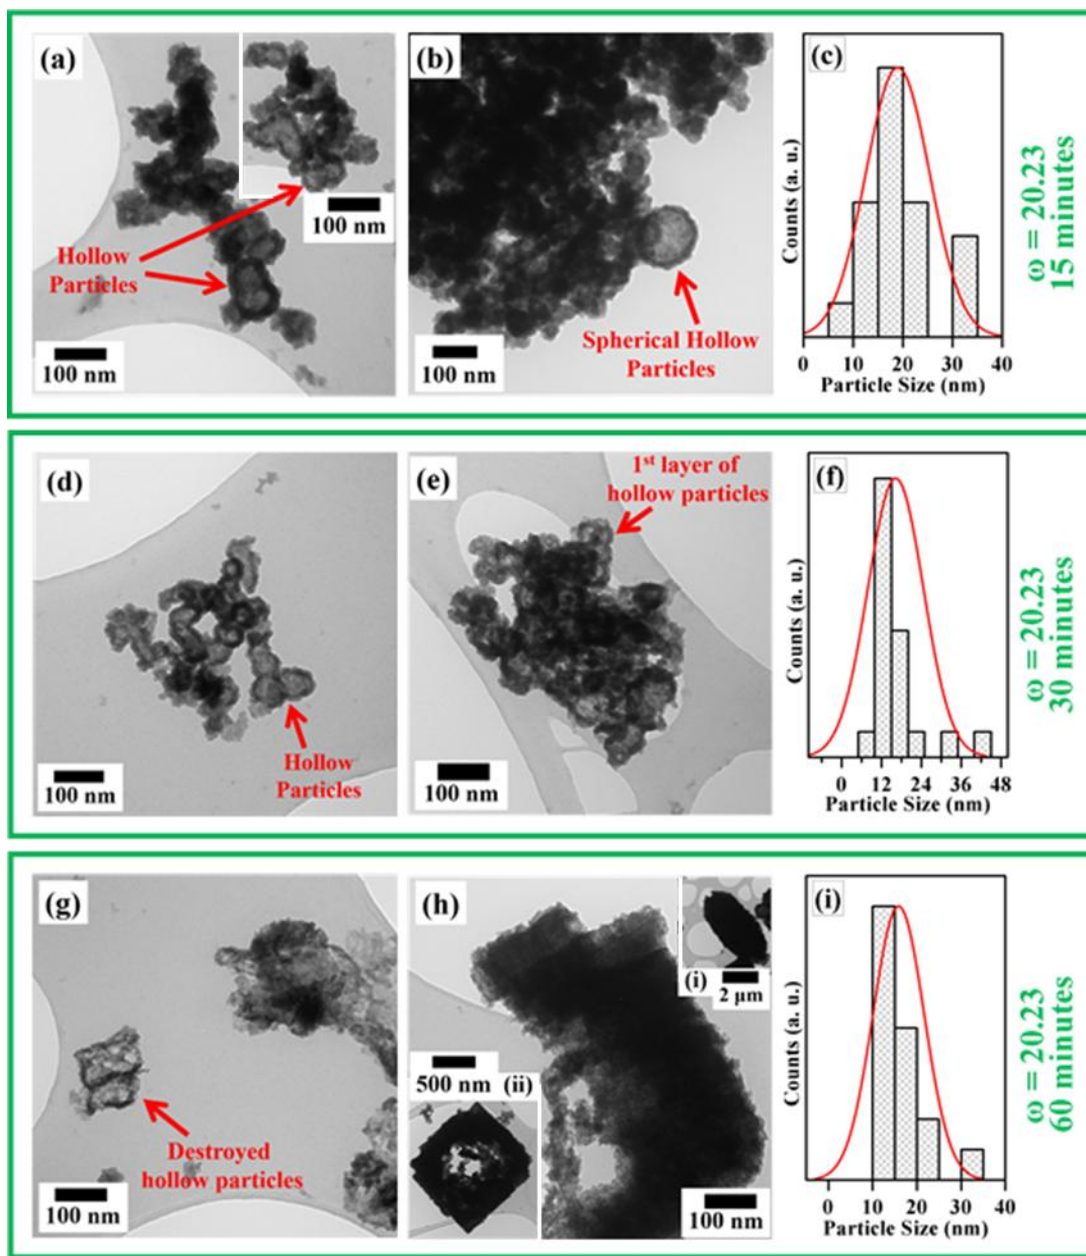 (a)
Hollow
Particles
100 nm
100 nm
(b)
Spherical Hollow
Particles
100 nm
(c)
Counts (a. u.)
0 10 20 30 40
Particle Size (nm)
ω = 20.23
15 minutes
(d)
Hollow
Particles
100 nm
(e)
1st layer of
hollow particles
100 nm
(f)
Counts (a. u.)
0 12 24 36 48
Particle Size (nm)
ω = 20.23
30 minutes
(g)
Destroyed
hollow particles
100 nm
(h)
(i)
2 μm
500 nm
(ii)
100 nm
(i)
Counts (a. u.)
0 10 20 30 40
Particle Size (nm)
ω = 20.23
60 minutes